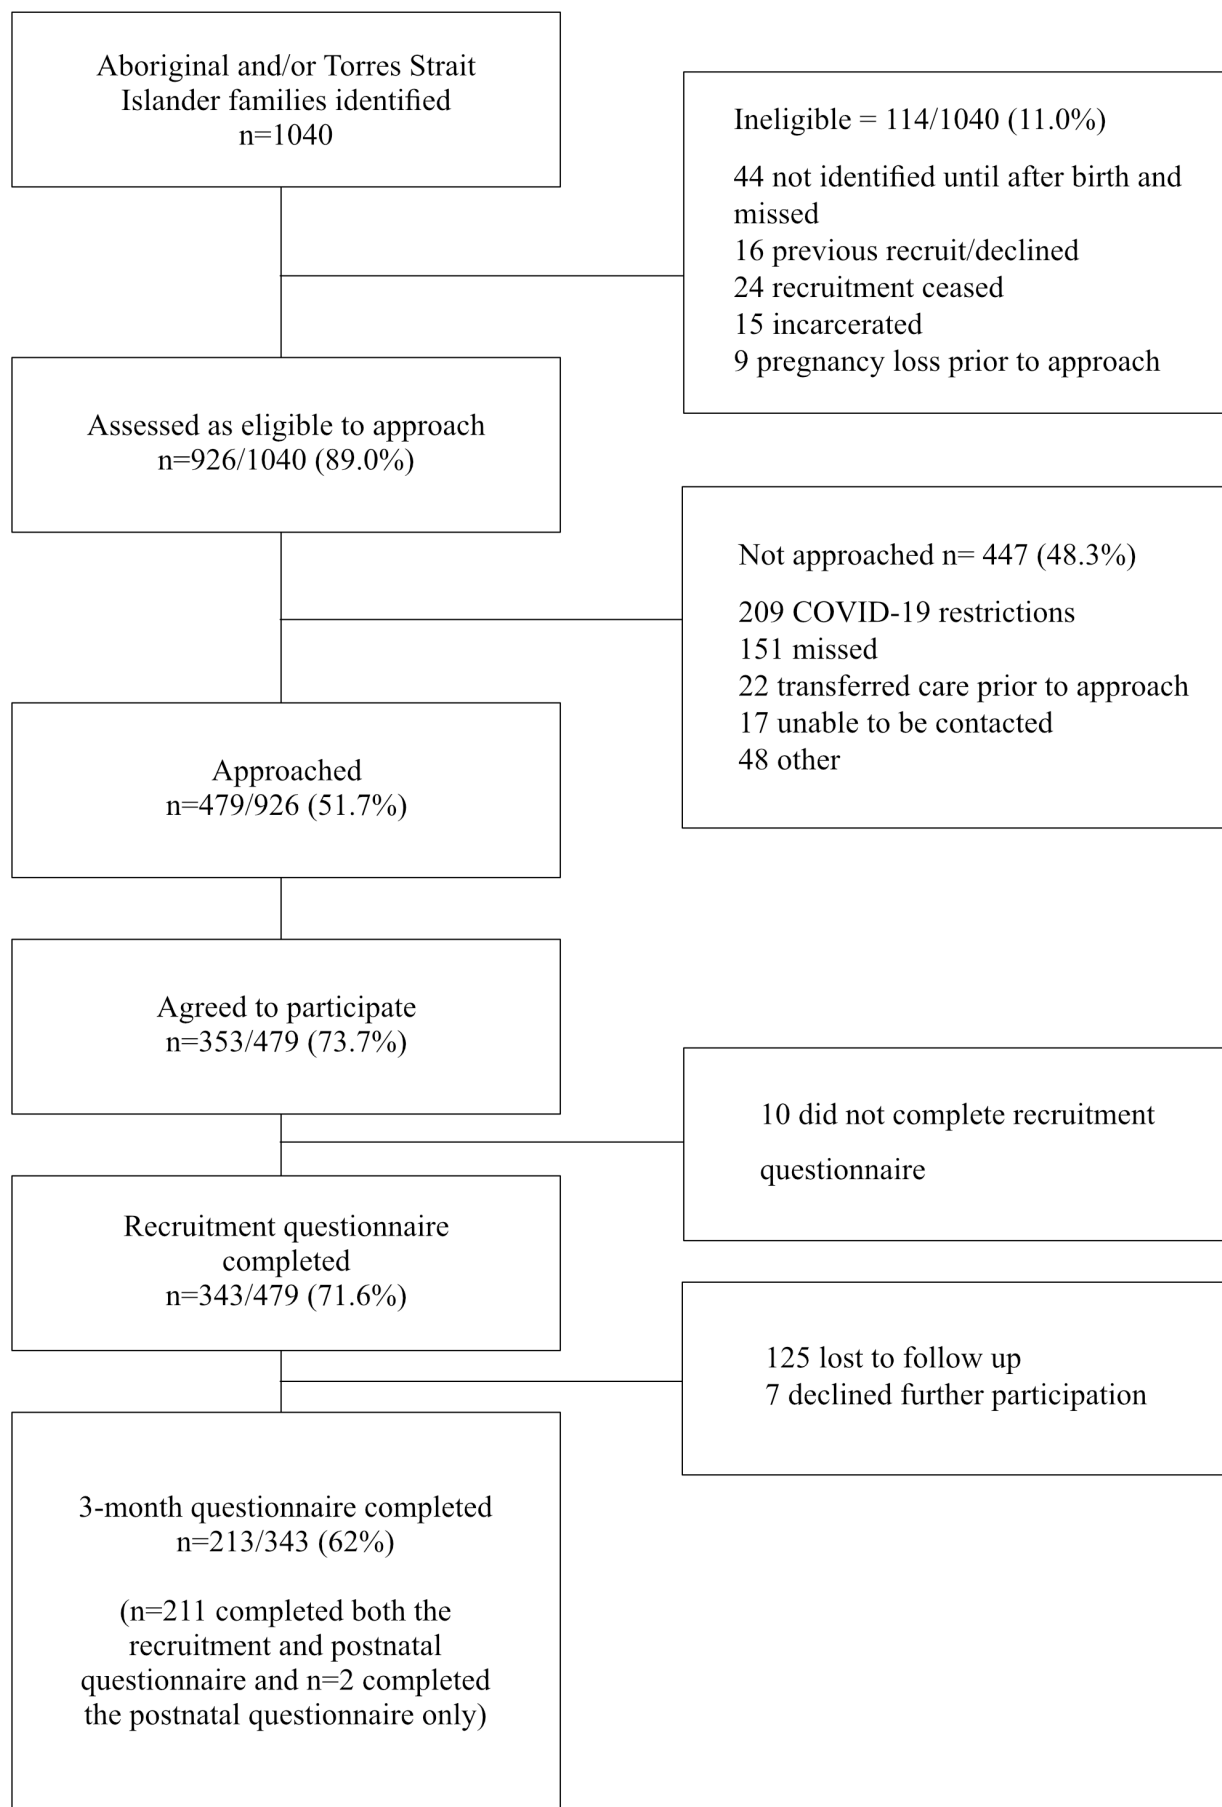 Aboriginal and/or Torres Strait
Islander families identified
n=1040
Ineligible = 114/1040 (11.0%)
44 not identified until after birth and
missed
16 previous recruit/declined
24 recruitment ceased
15 incarcerated
9 pregnancy loss prior to approach
Assessed as eligible to approach
n=926/1040 (89.0%)
Not approached n= 447 (48.3%)
209 COVID-19 restrictions
151 missed
22 transferred care prior to approach
17 unable to be contacted
48 other
Approached
n=479/926 (51.7%)
Agreed to participate
n=353/479 (73.7%)
10 did not complete recruitment
questionnaire
Recruitment questionnaire
completed
n=343/479 (71.6%)
125 lost to follow up
7 declined further participation
3-month questionnaire completed
n=213/343 (62%)
(n=211 completed both the
recruitment and postnatal
questionnaire and n=2 completed
the postnatal questionnaire only)